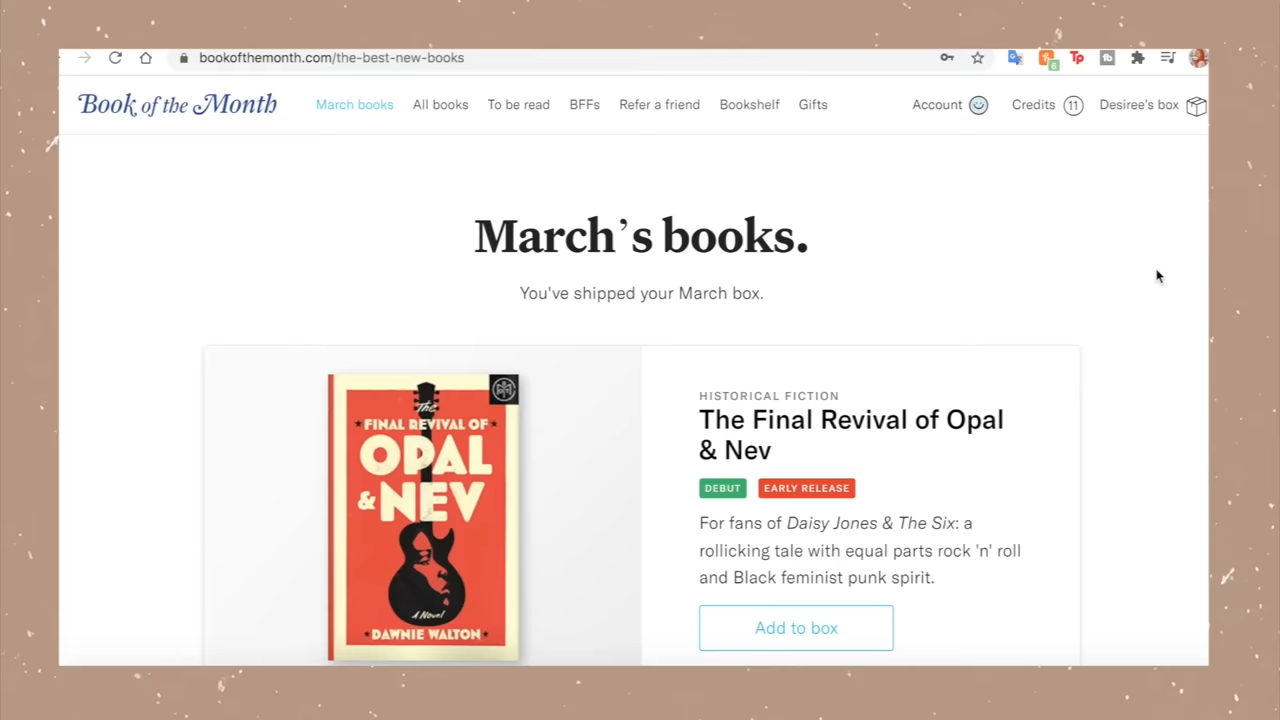 bookofthemonth.com/the-best-new-books
6
Tp
Book of the Month
March books
All books
To be read
BFFs
Refer a friend
Bookshelf
Gifts
Account
Credits 11
Desiree's box
March's books.
You've shipped your March box.
The
FINAL REVIVAL OF
OPAL
& NEV
A Novel
DAWNIE WALTON
HISTORICAL FICTION
The Final Revival of Opal
& Nev
DEBUT
EARLY RELEASE
For fans of Daisy Jones & The Six: a
rollicking tale with equal parts rock 'n' roll
and Black feminist punk spirit.
Add to box